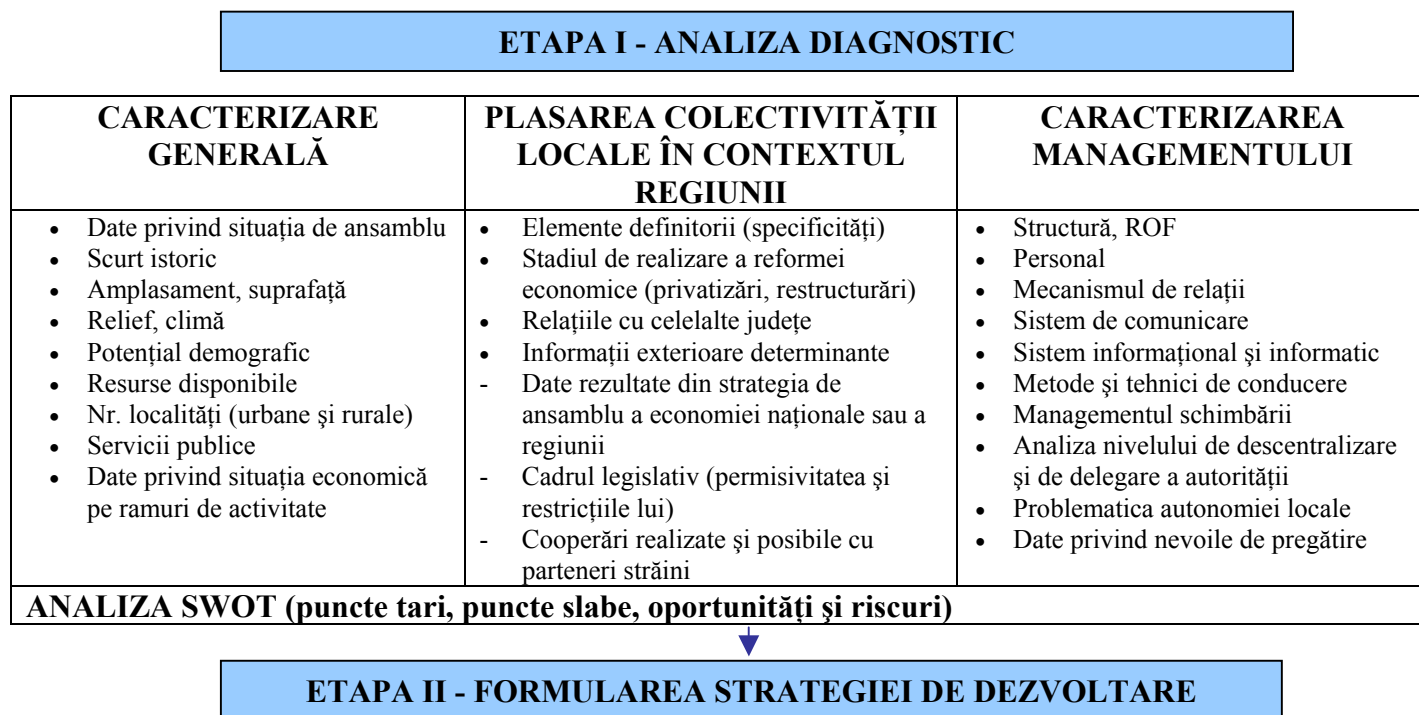 ETAPA I - ANALIZA DIAGNOSTIC
CARACTERIZARE
GENERALĂ
• Date privind situaţia de ansamblu
• Scurt istoric
• Amplasament, suprafaţă
• Relief, climă
• Potenţial demografic
• Resurse disponibile
• Nr. localităţi (urbane şi rurale)
• Servicii publice
• Date privind situaţia economică
pe ramuri de activitate
PLASAREA COLECTIVITĂŢII
LOCALE ÎN CONTEXTUL
REGIUNII
• Elemente definitorii (specificităţi)
• Stadiul de realizare a reformei
economice (privatizări, restructurări)
• Relaţiile cu celelalte judeţe
• Informaţii exterioare determinante
- Date rezultate din strategia de
ansamblu a economiei naţionale sau a
regiunii
- Cadrul legislativ (permisivitatea şi
restricţiile lui)
- Cooperări realizate şi posibile cu
parteneri străini
CARACTERIZAREA
MANAGEMENTULUI
• Structură, ROF
• Personal
• Mecanismul de relaţii
• Sistem de comunicare
• Sistem informaţional şi informatic
• Metode şi tehnici de conducere
• Managementul schimbării
• Analiza nivelului de descentralizare
şi de delegare a autorităţii
• Problematica autonomiei locale
• Date privind nevoile de pregătire
ANALIZA SWOT (puncte tari, puncte slabe, oportunităţi şi riscuri)
ETAPA II - FORMULAREA STRATEGIEI DE DEZVOLTARE